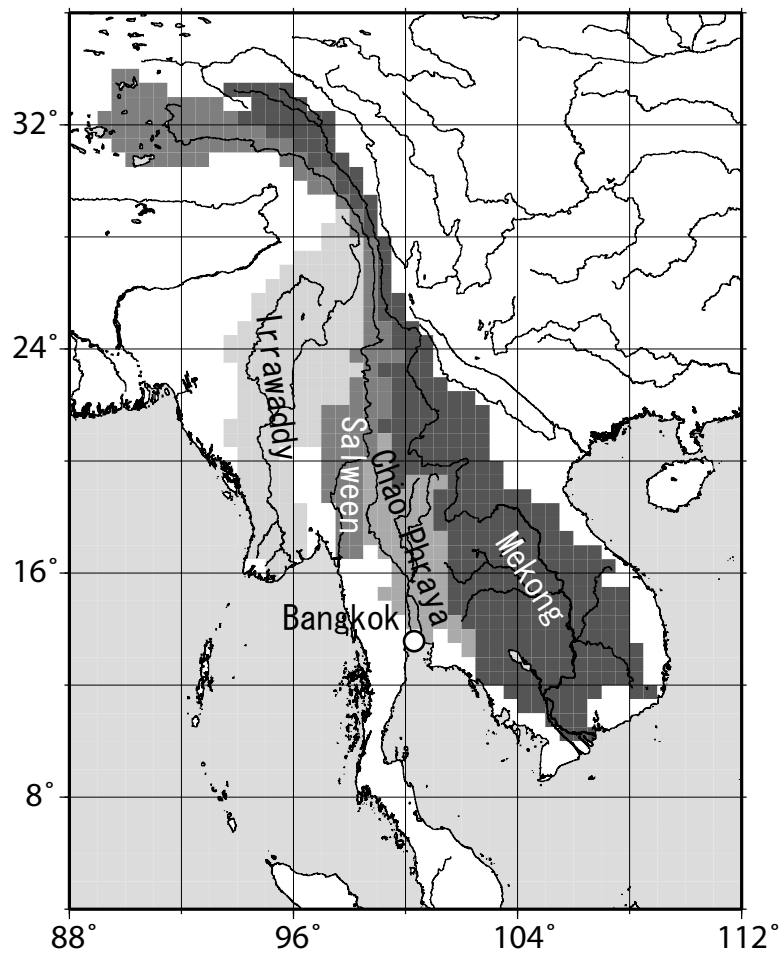 32°
24°
16°
8°
88°
96°
104°
112°
Irrawaddy
Salween
Chao Phraya
Mekong
Bangkok